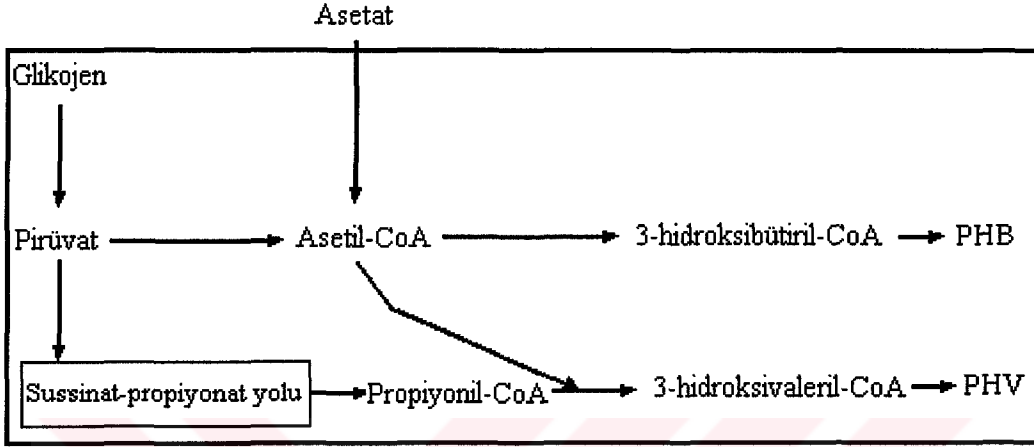 Asetat
Glikojen
Pirüvat
Asetil-CoA
3-hidroksibütiril-CoA
PHB
Sussinat-propiyonat yolu
Propiyonil-CoA
3-hidroksivaleril-CoA
PHV